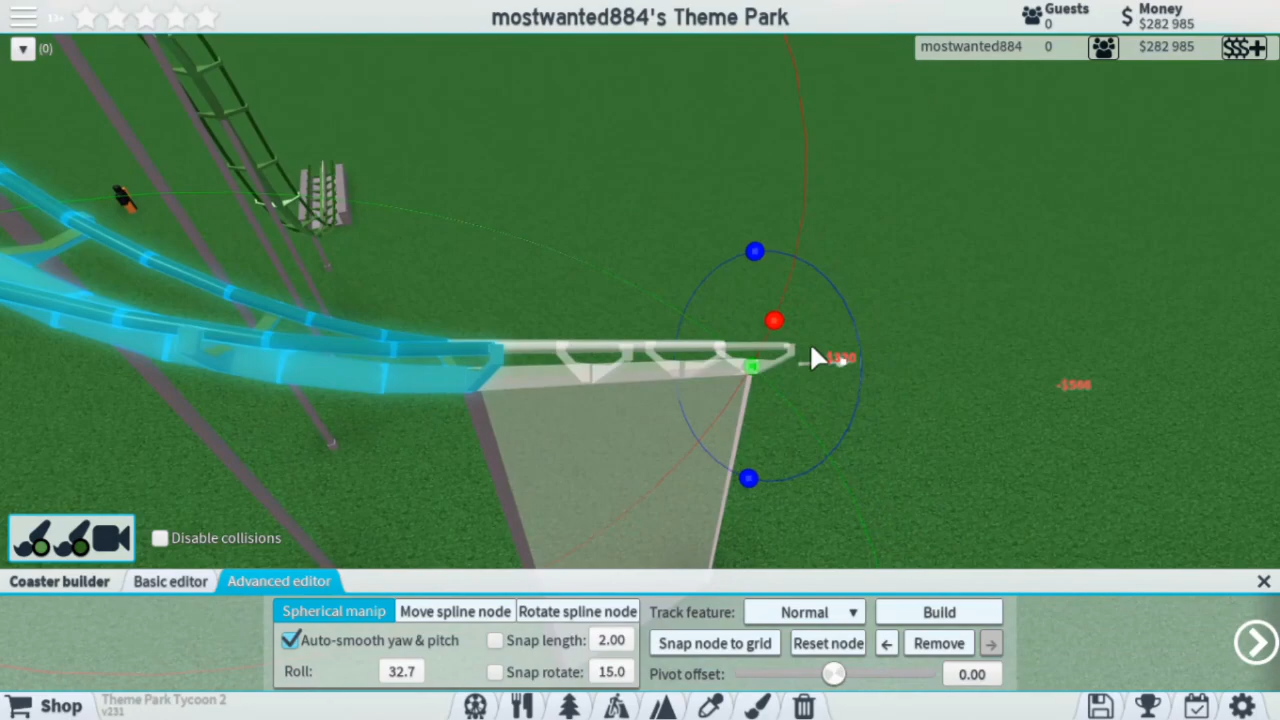 13+
mostwanted884's Theme Park
Guests
0
Money
$282 985
(0)
mostwanted884 0 $282 985 $$$+
-$566
Disable collisions
Coaster builder Basic editor Advanced editor
Spherical manip Move spline node Rotate spline node Track feature: Normal Build
Auto-smooth yaw & pitch Snap length: 2.00 Snap node to grid Reset node Remove
Roll: 32.7 Snap rotate: 15.0 Pivot offset: 0.00
Shop Theme Park Tycoon 2
v231